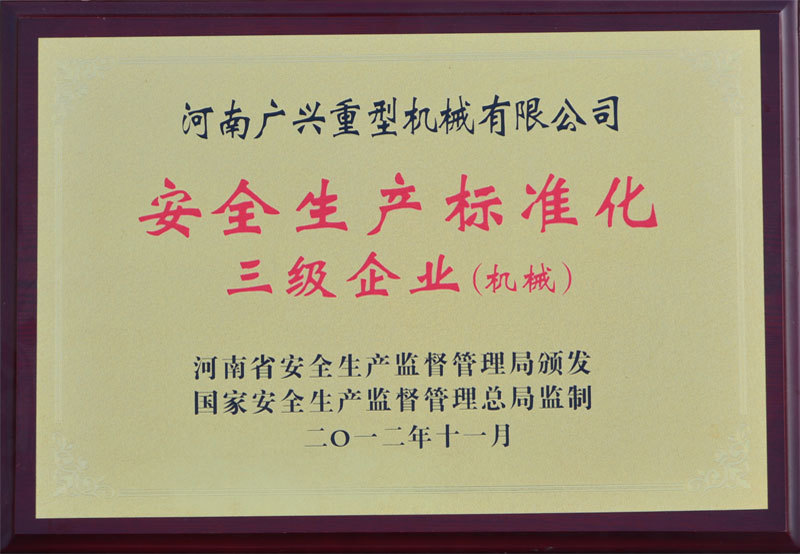 河南广兴重型机械有限公司
安全生产标准化
三级企业(机械)
河南省安全生产监督管理局颁发
国家安全生产监督管理总局监制
二〇一二年十一月